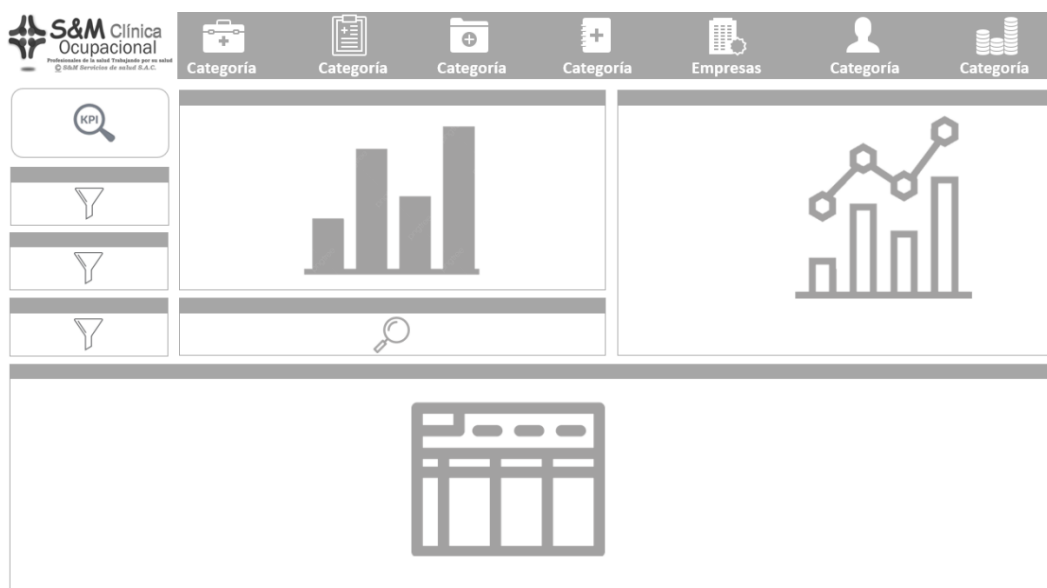 S&M Clínica
Ocupacional
Profesionales de la salud Trabajando por su salud
© S&M Servicios de salud S.A.C.
Categoría
Categoría
Categoría
Categoría
Empresas
Categoría
Categoría
KPI